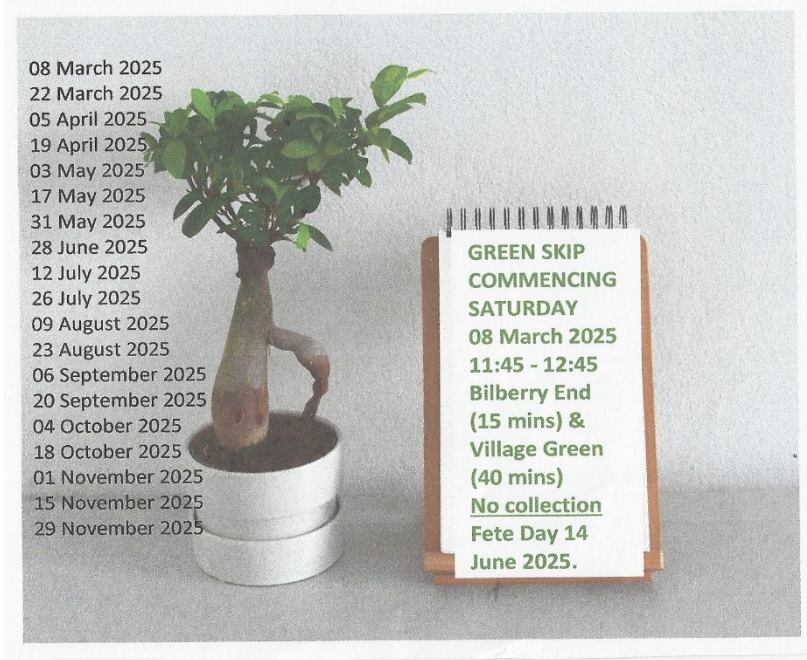 08 March 2025
22 March 2025
05 April 2025
19 April 2025
03 May 2025
17 May 2025
31 May 2025
28 June 2025
12 July 2025
26 July 2025
09 August 2025
23 August 2025
06 September 2025
20 September 2025
04 October 2025
18 October 2025
01 November 2025
15 November 2025
29 November 2025
GREEN SKIP
COMMENCING
SATURDAY
08 March 2025
11:45 - 12:45
Bilberry End
(15 mins) &
Village Green
(40 mins)
No collection
Fete Day 14
June 2025.